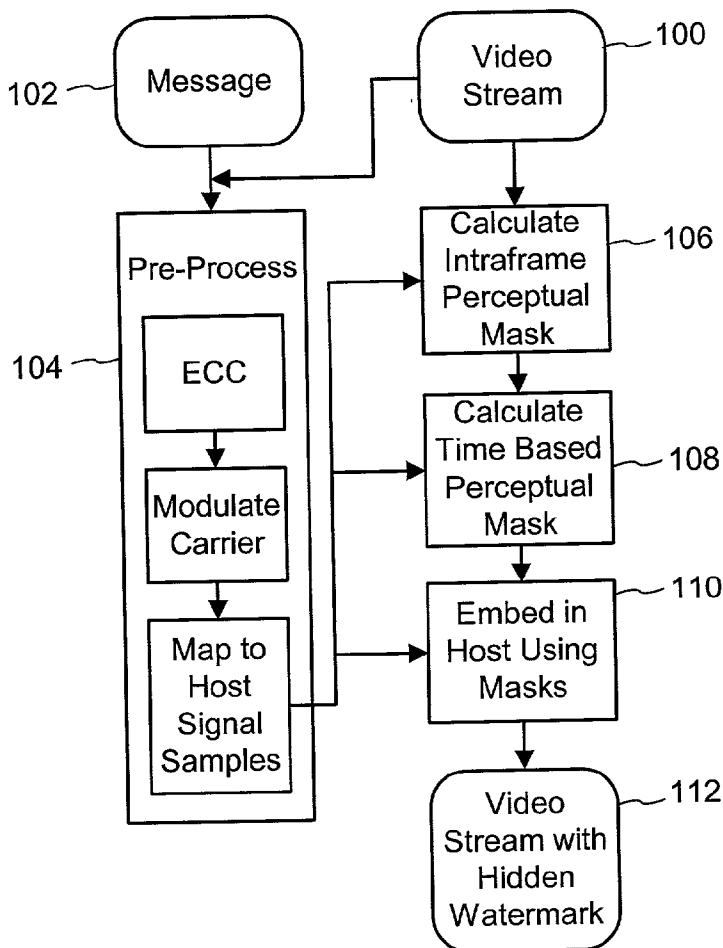 102
Message
Video
Stream
100
Pre-Process
104
ECC
Modulate
Carrier
Map to
Host
Signal
Samples
Calculate
Intraframe
Perceptual
Mask
106
Calculate
Time Based
Perceptual
Mask
108
Embed in
Host Using
Masks
110
Video
Stream with
Hidden
Watermark
112